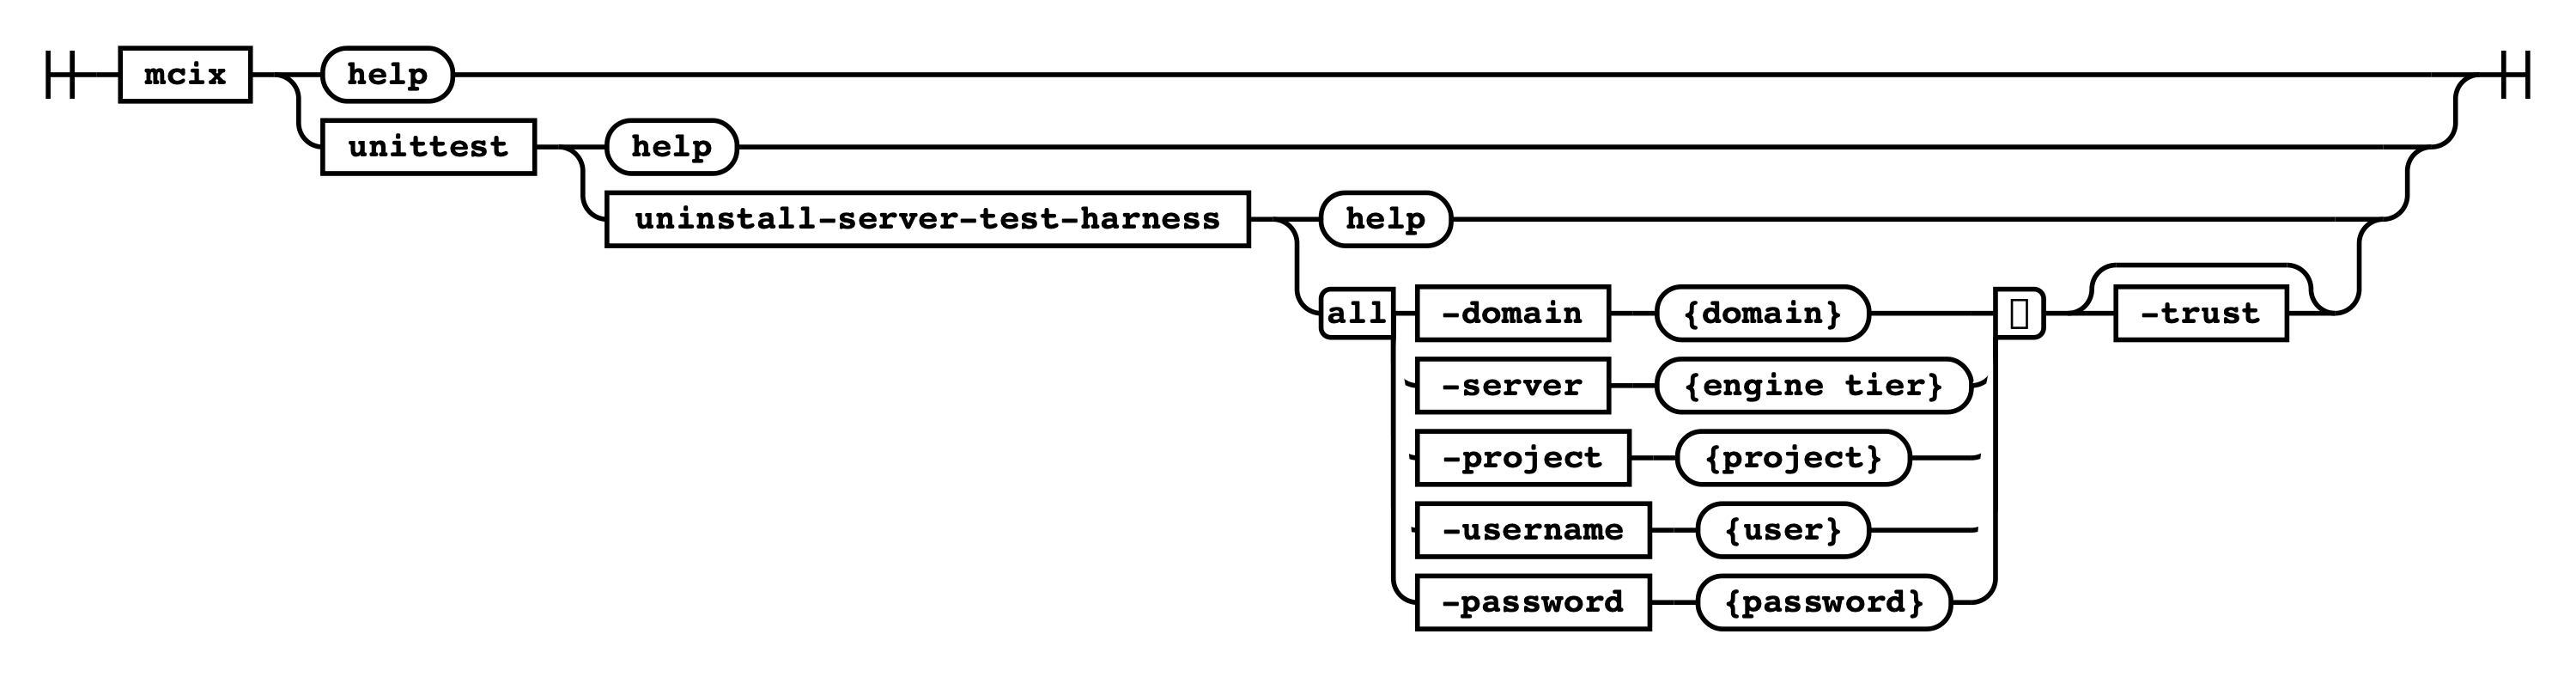 mcix help
unittest help
uninstall-server-test-harness help
all -domain {domain} -trust
-server {engine tier}
-project {project}
-username {user}
-password {password}